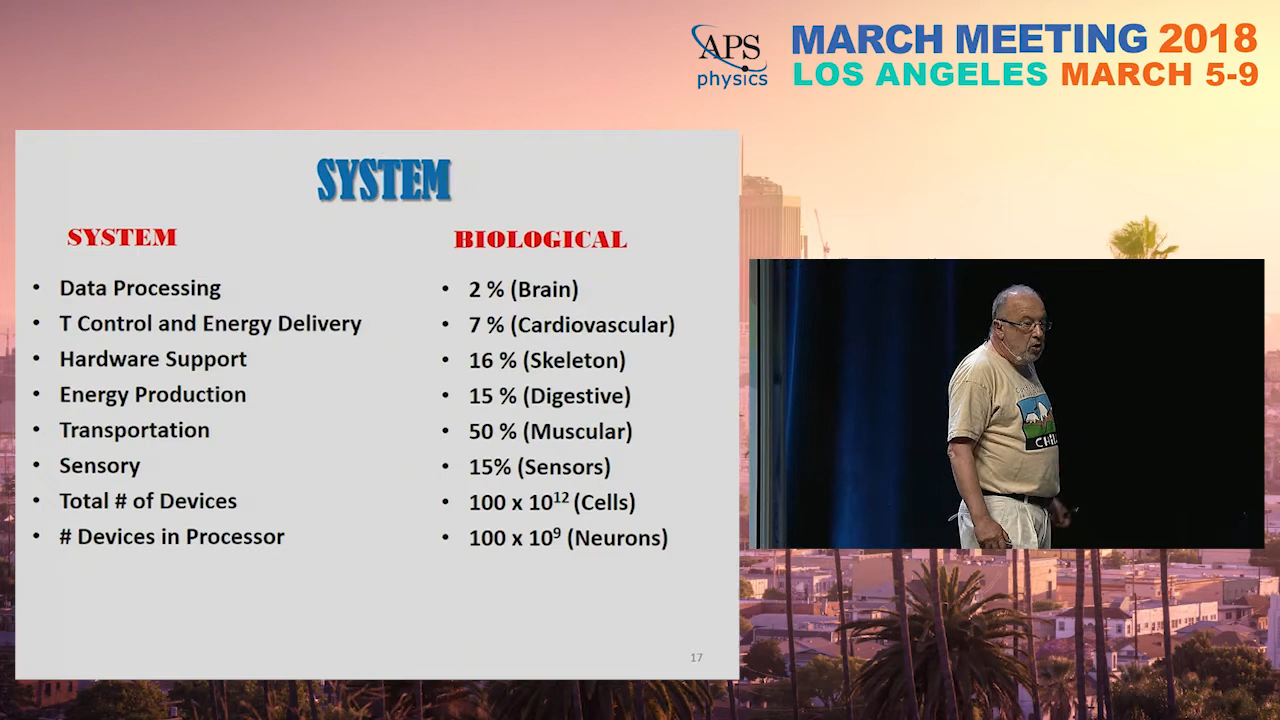 APS
physics
MARCH MEETING 2018
LOS ANGELES MARCH 5-9
SYSTEM
SYSTEM
• Data Processing
• T Control and Energy Delivery
• Hardware Support
• Energy Production
• Transportation
• Sensory
• Total # of Devices
• # Devices in Processor
BIOLOGICAL
• 2 % (Brain)
• 7 % (Cardiovascular)
• 16 % (Skeleton)
• 15 % (Digestive)
• 50 % (Muscular)
• 15% (Sensors)
• 100 x 10¹² (Cells)
• 100 x 10⁹ (Neurons)
17